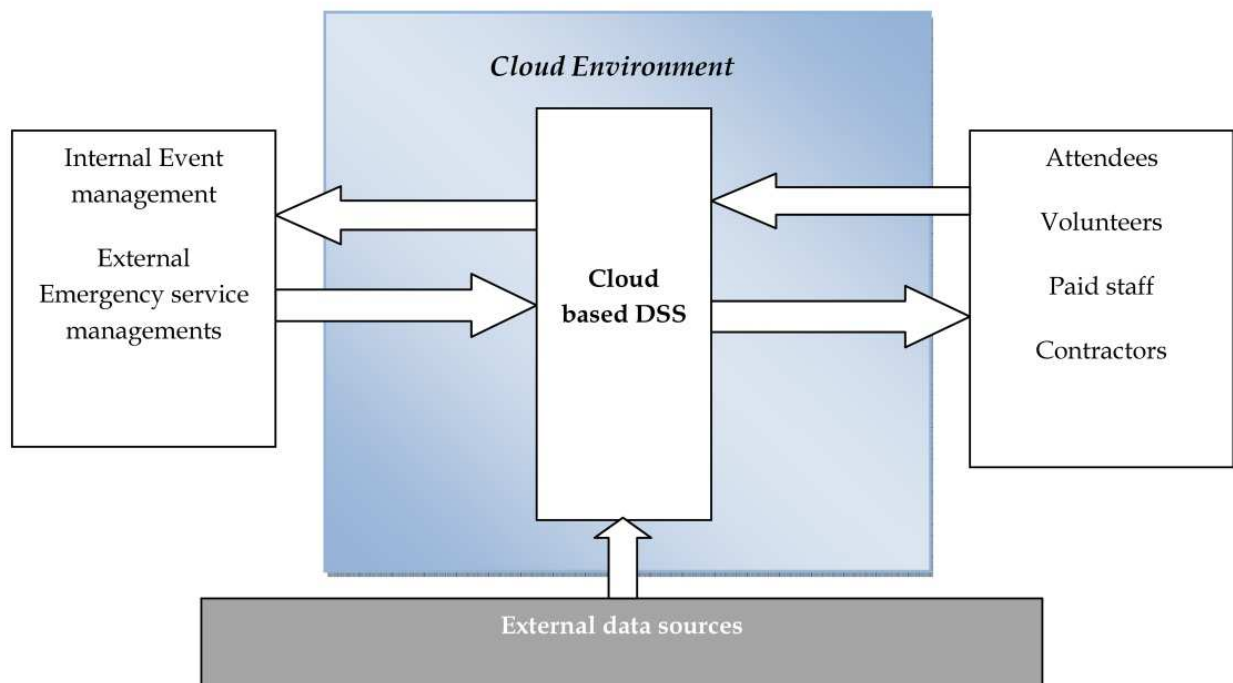 Cloud Environment
Internal Event
management
External
Emergency service
managements
Cloud
based DSS
Attendees
Volunteers
Paid staff
Contractors
External data sources